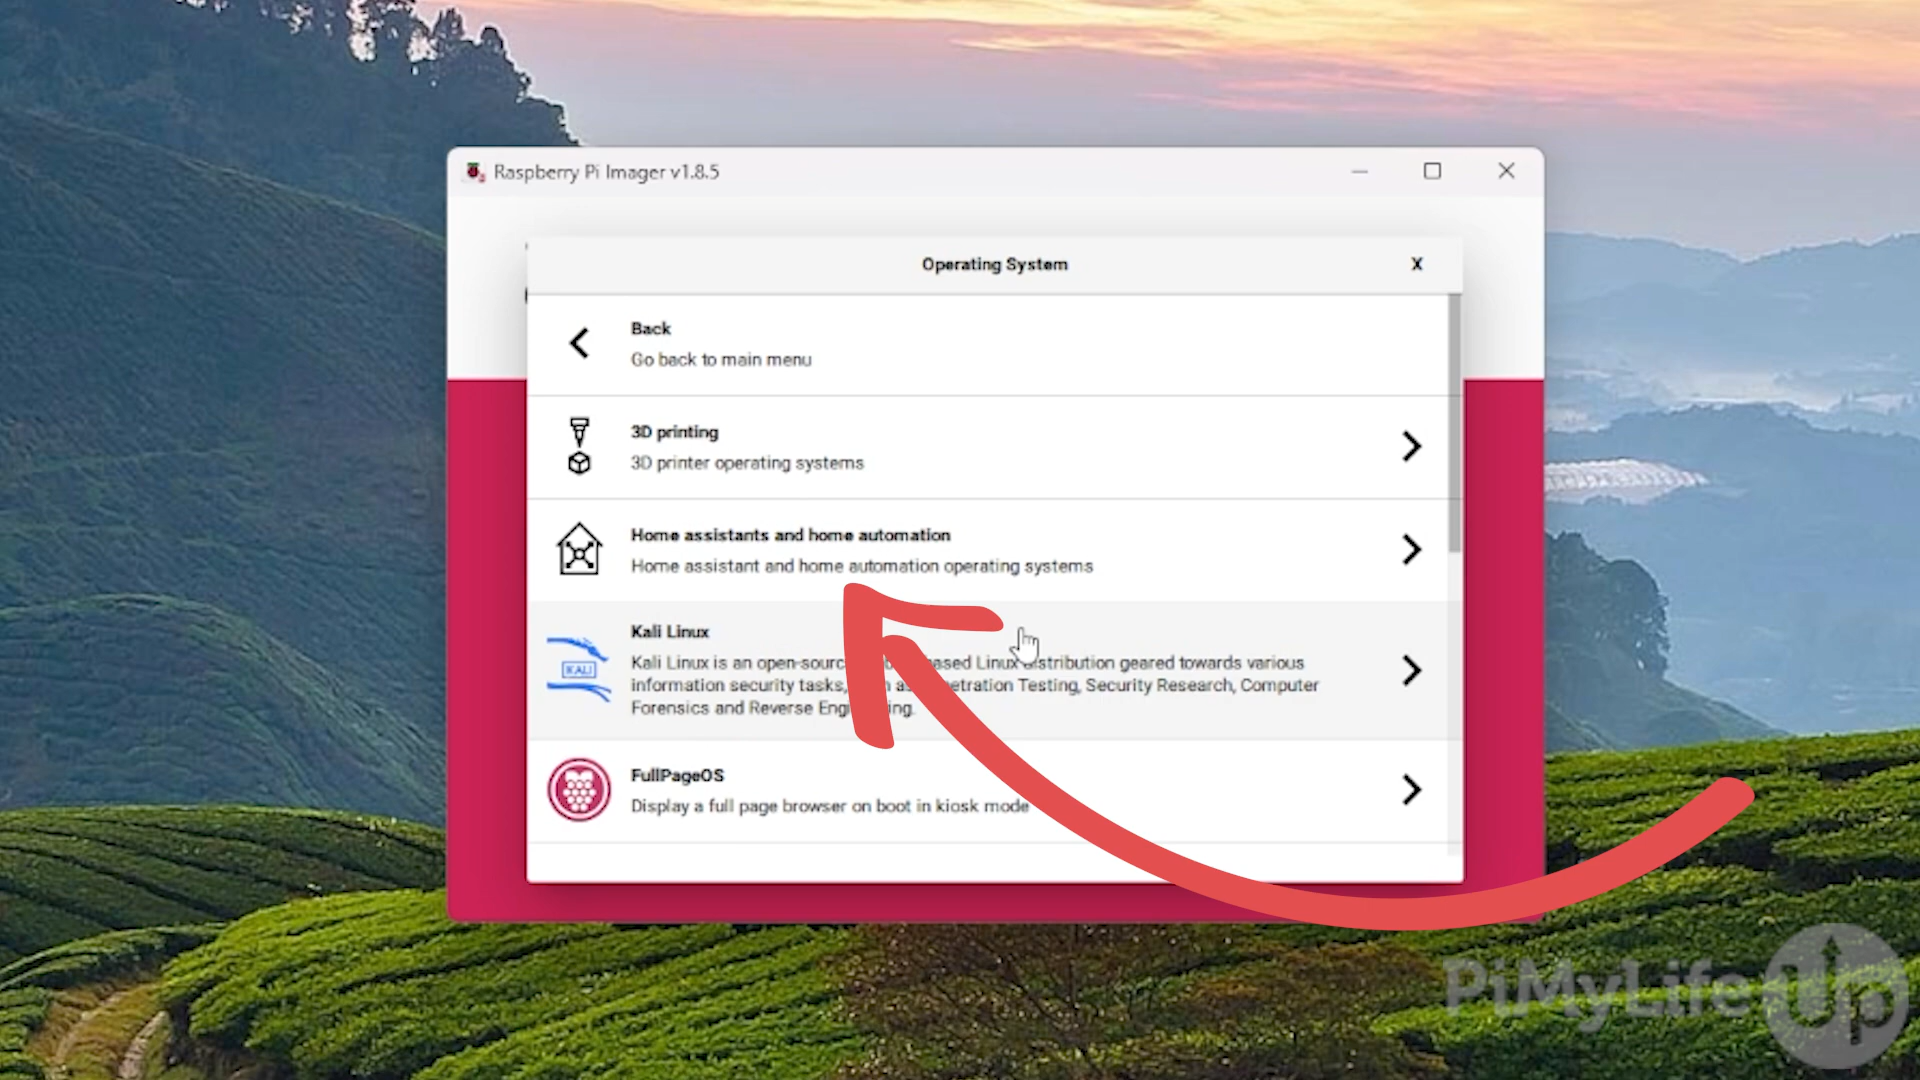 Raspberry Pi Imager v1.8.5
Operating System
X
Back
Go back to main menu
3D printing
3D printer operating systems
Home assistants and home automation
Home assistant and home automation operating systems
Kali Linux
KALI
Kali Linux is an open-sourc ased Linux distribution geared towards various
information security tasks, etration Testing, Security Research, Computer
Forensics and Reverse Eng ing.
FullPageOS
Display a full page browser on boot in kiosk mode
PiMyLifeUp